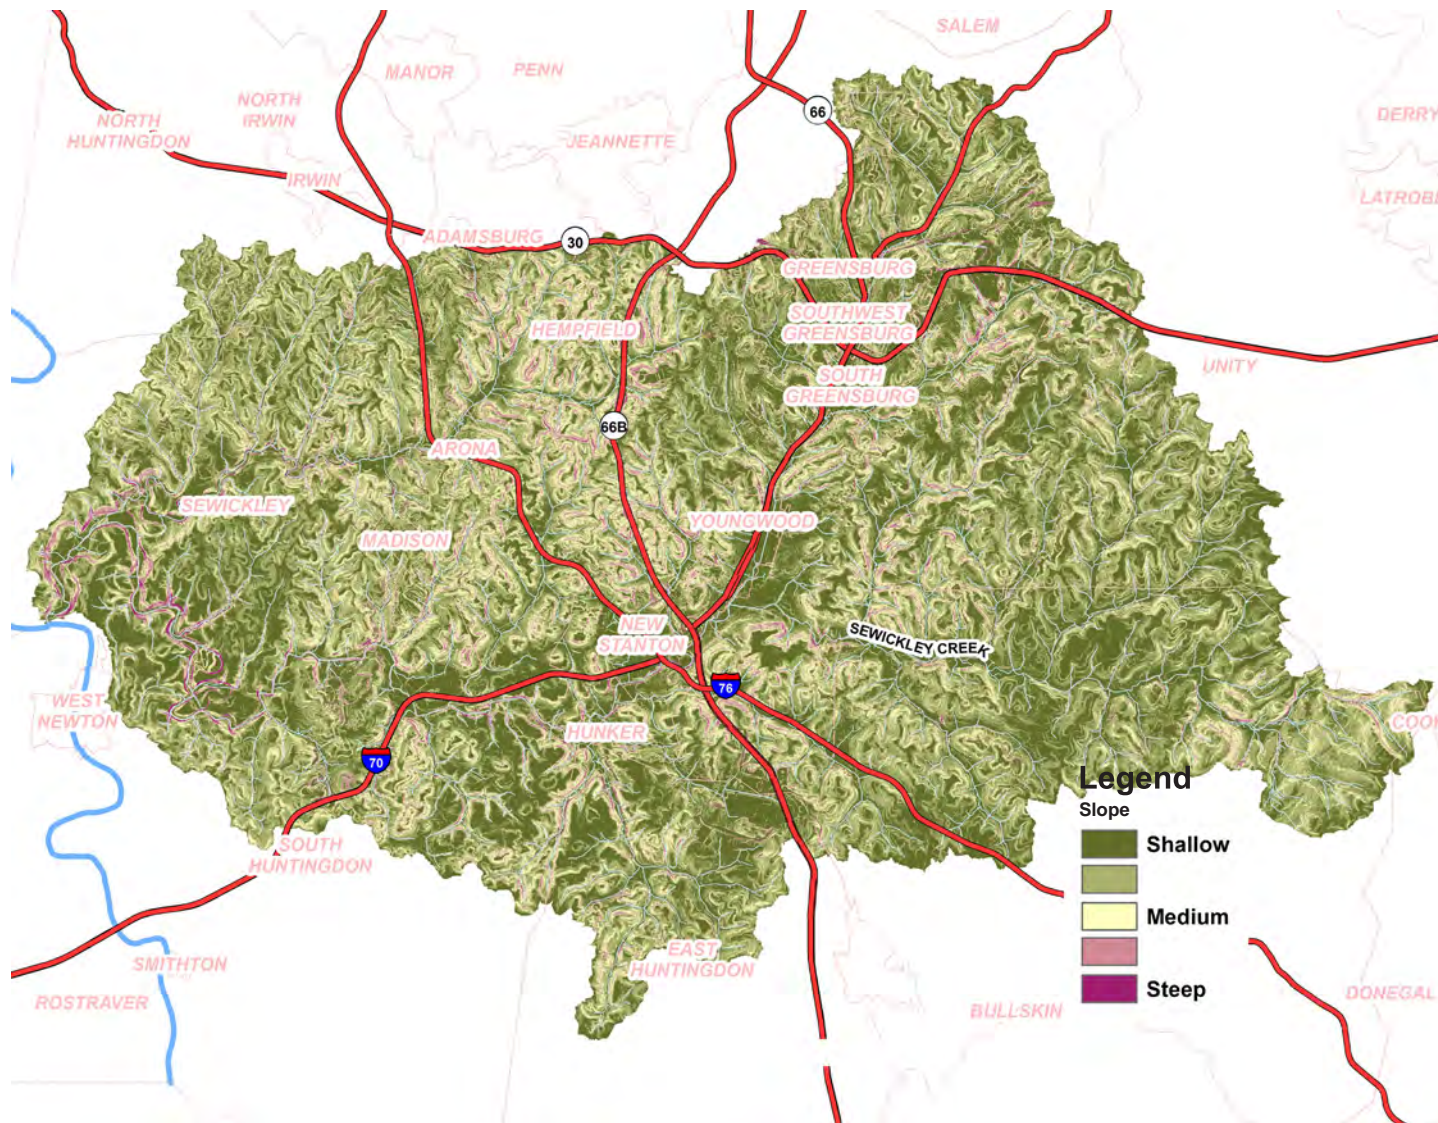 SALEM
MANOR
PENN
NORTH
IRWIN
66
NORTH
HUNTINGDON
DERRY
JEANNETTE
IRWIN
ADAMSBURG
30
GREENSBURG
HEMPFIELD
SOUTHWEST
GREENSBURG
UNITY
SOUTH
GREENSBURG
66B
ARONA
SEWICKLEY
YOUNGWOOD
MADISON
NEW
STANTON
SEWICKLEY CREEK
76
WEST
NEWTON
HUNKER
COO
70
Legend
Slope
Shallow
SOUTH
HUNTINGDON
Medium
EAST
HUNTINGDON
SMITHTON
Steep
ROSTRAVER
BULLSKIN
DONEGAL
LATROB